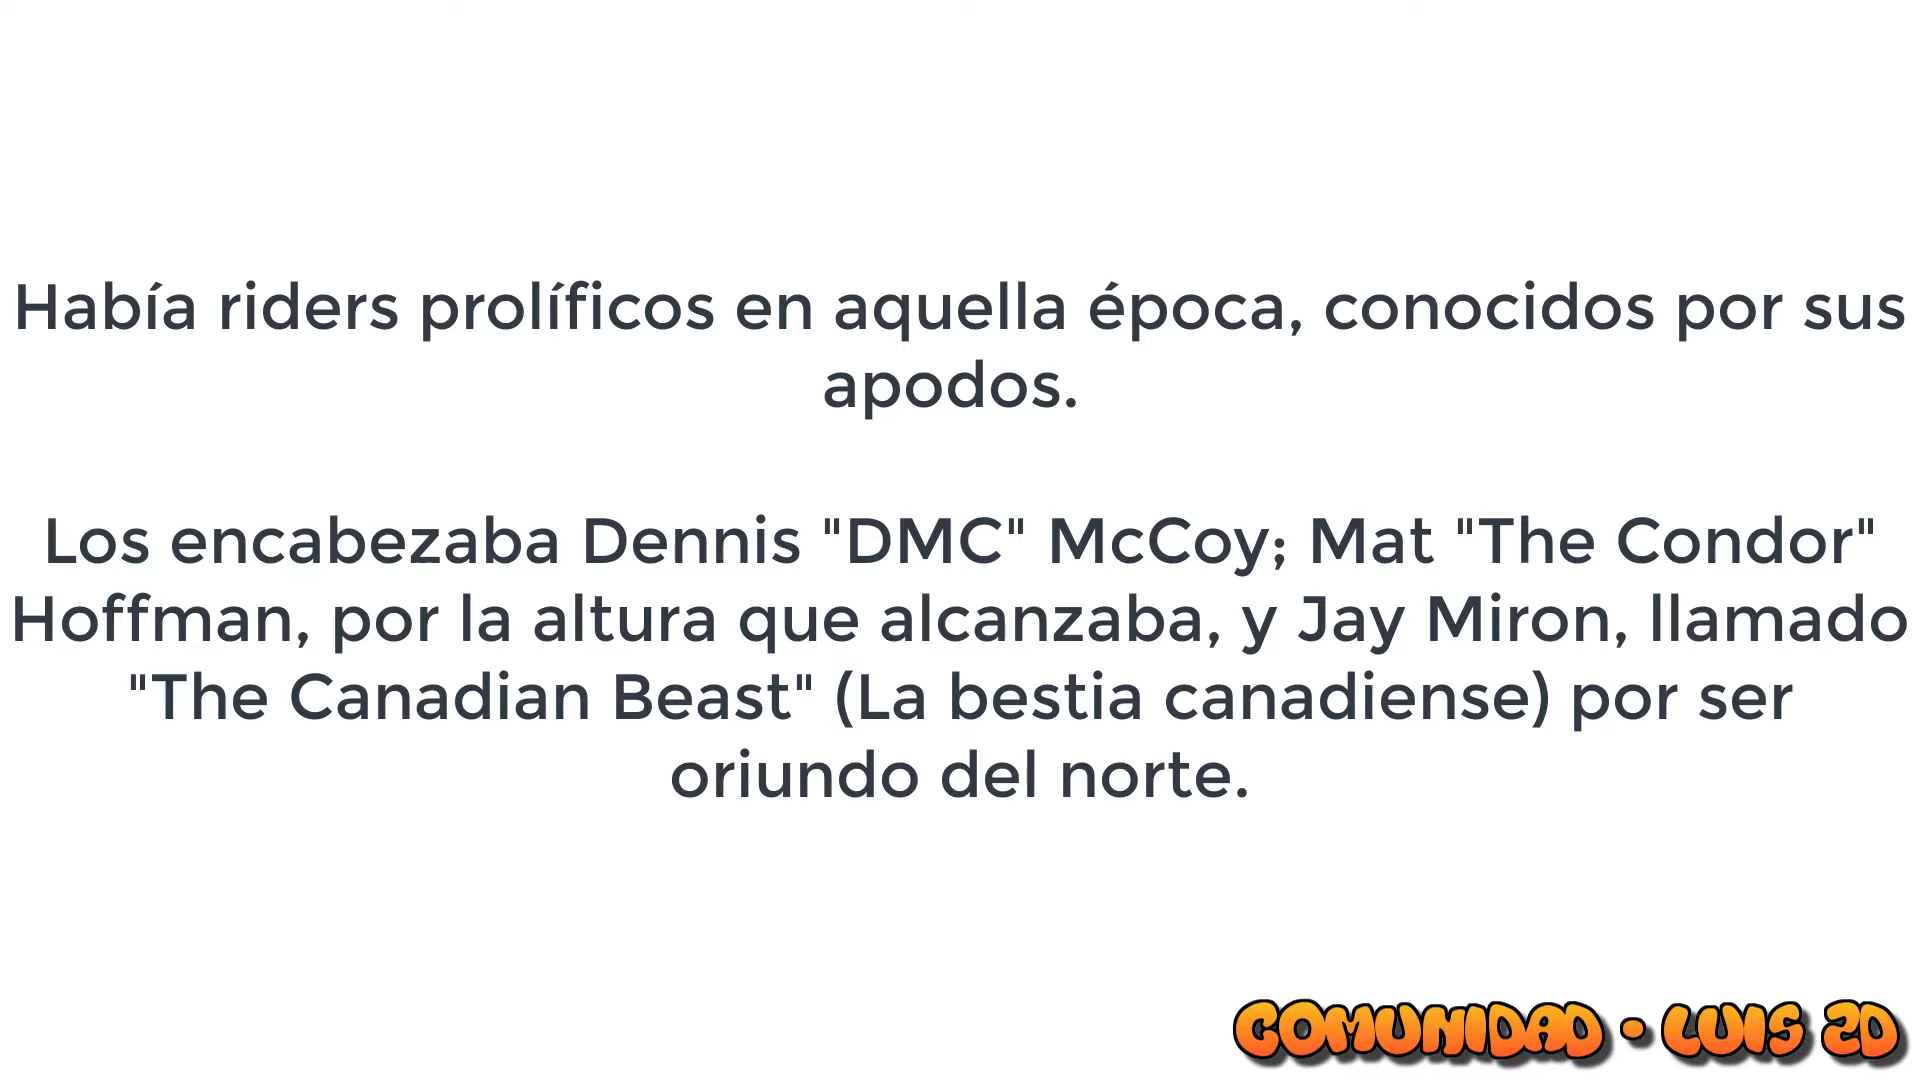 Había riders prolíficos en aquella época, conocidos por sus
apodos.
Los encabezaba Dennis "DMC" McCoy; Mat "The Condor"
Hoffman, por la altura que alcanzaba, y Jay Miron, llamado
"The Canadian Beast" (La bestia canadiense) por ser
oriundo del norte.
COMUNIDAD - LUIS 2D